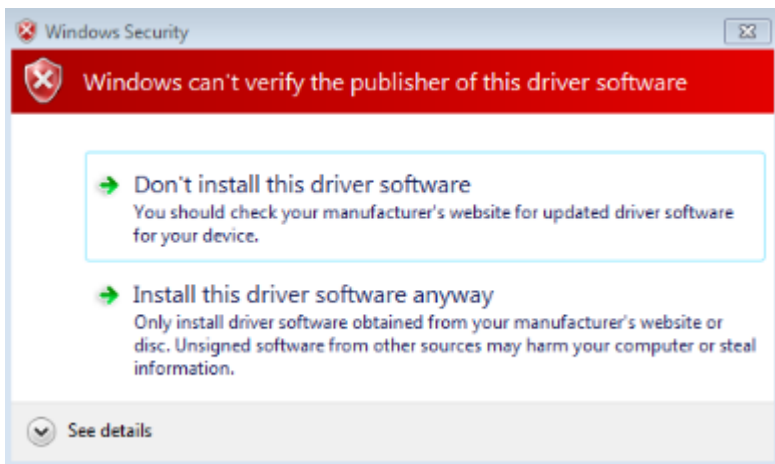 Windows Security
Windows can't verify the publisher of this driver software
Don't install this driver software
You should check your manufacturer's website for updated driver software
for your device.
Install this driver software anyway
Only install driver software obtained from your manufacturer's website or
disc. Unsigned software from other sources may harm your computer or steal
information.
See details